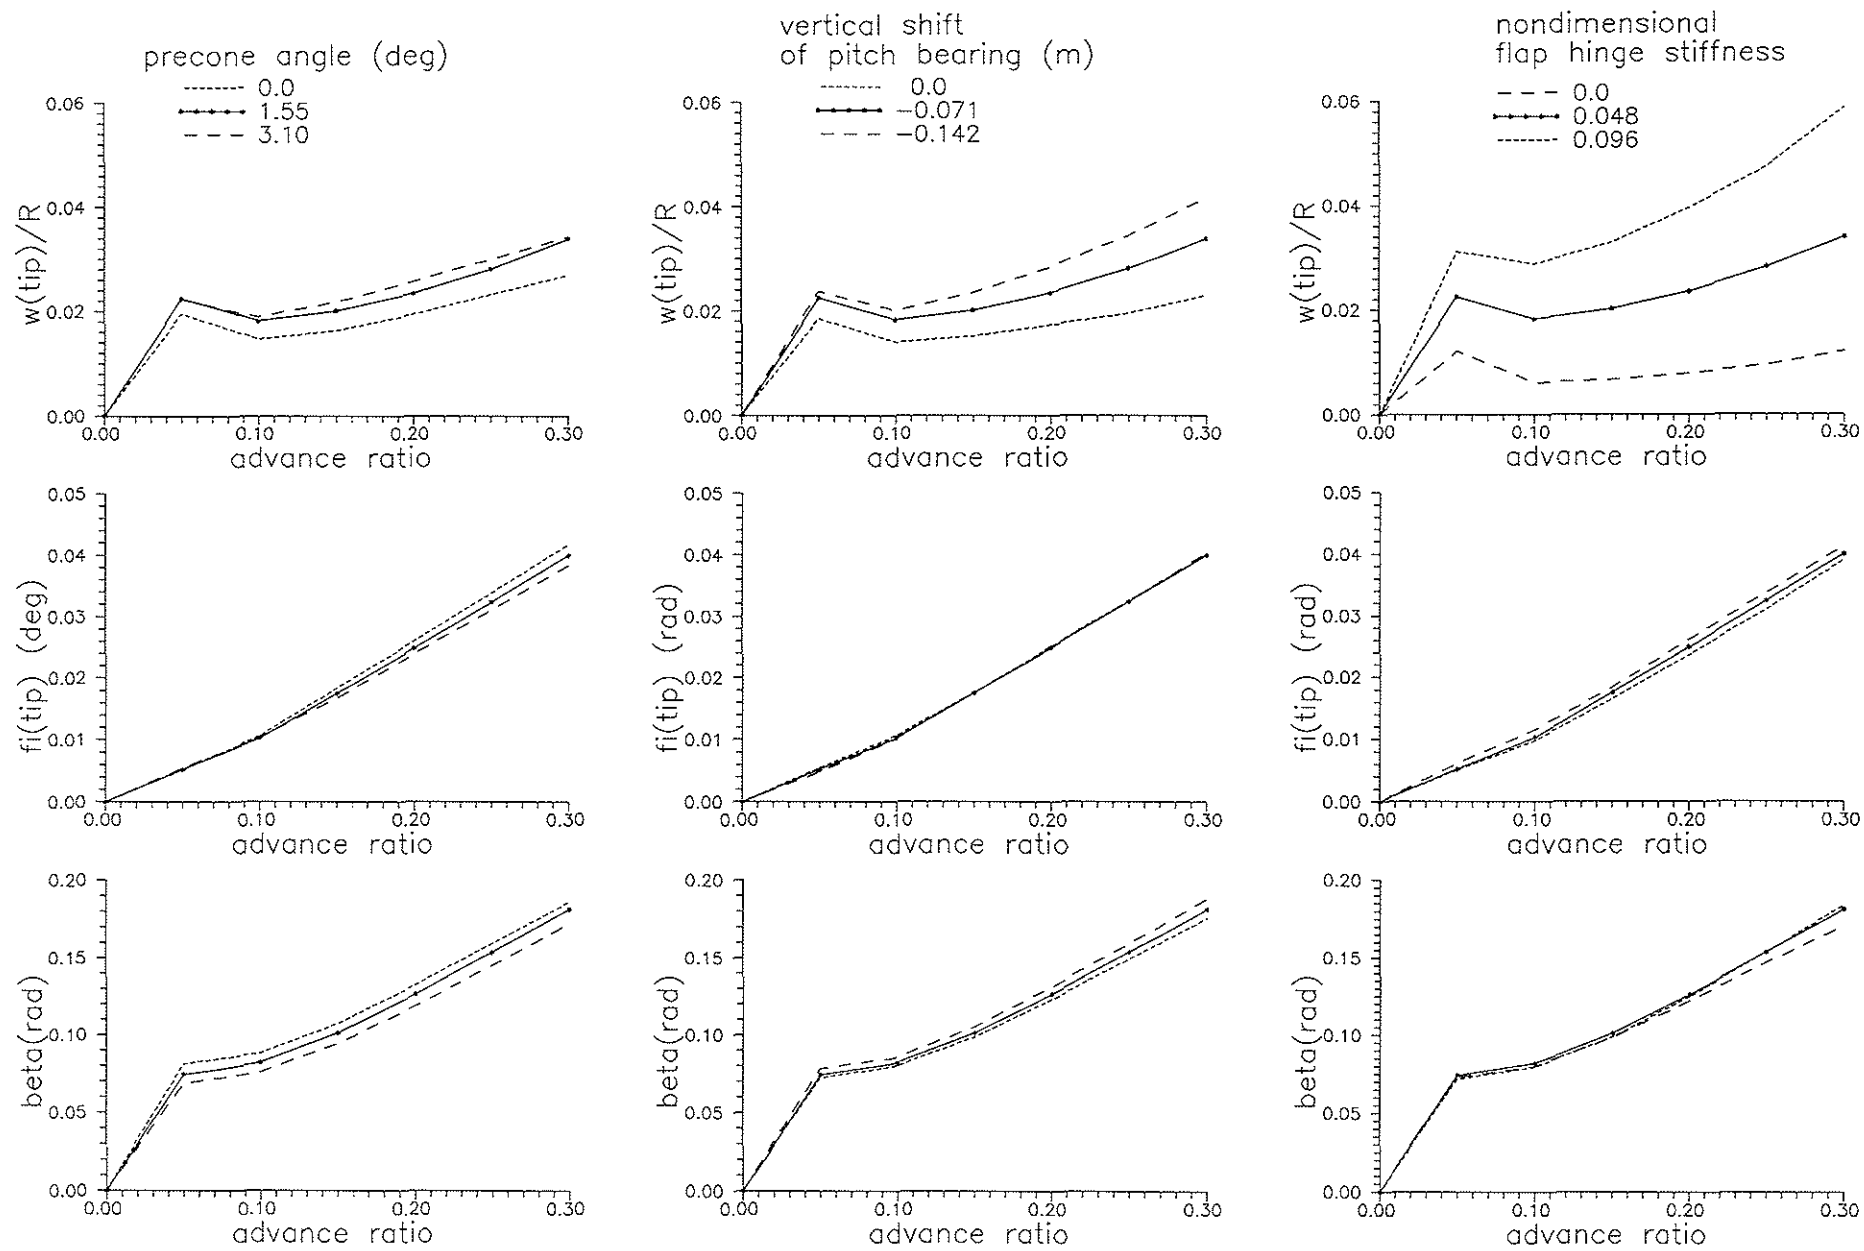 precone angle (deg)
0.0
1.55
3.10
0.06
0.04
0.02
0.00
w(tip)/R
0.00 0.10 0.20 0.30
advance ratio
vertical shift
of pitch bearing (m)
0.0
−0.071
−0.142
0.06
0.04
0.02
0.00
w(tip)/R
0.00 0.10 0.20 0.30
advance ratio
nondimensional
flap hinge stiffness
0.0
0.048
0.096
0.06
0.04
0.02
0.00
w(tip)/R
0.00 0.10 0.20 0.30
advance ratio
0.05
0.04
0.03
0.02
0.01
0.00
fi(tip) (deg)
0.00 0.10 0.20 0.30
advance ratio
0.05
0.04
0.03
0.02
0.01
0.00
fi(tip) (rad)
0.00 0.10 0.20 0.30
advance ratio
0.05
0.04
0.03
0.02
0.01
0.00
fi(tip) (rad)
0.00 0.10 0.20 0.30
advance ratio
0.20
0.15
0.10
0.05
0.00
beta(rad)
0.00 0.10 0.20 0.30
advance ratio
0.20
0.15
0.10
0.05
0.00
beta(rad)
0.00 0.10 0.20 0.30
advance ratio
0.20
0.15
0.10
0.05
0.00
beta(rad)
0.00 0.10 0.20 0.30
advance ratio